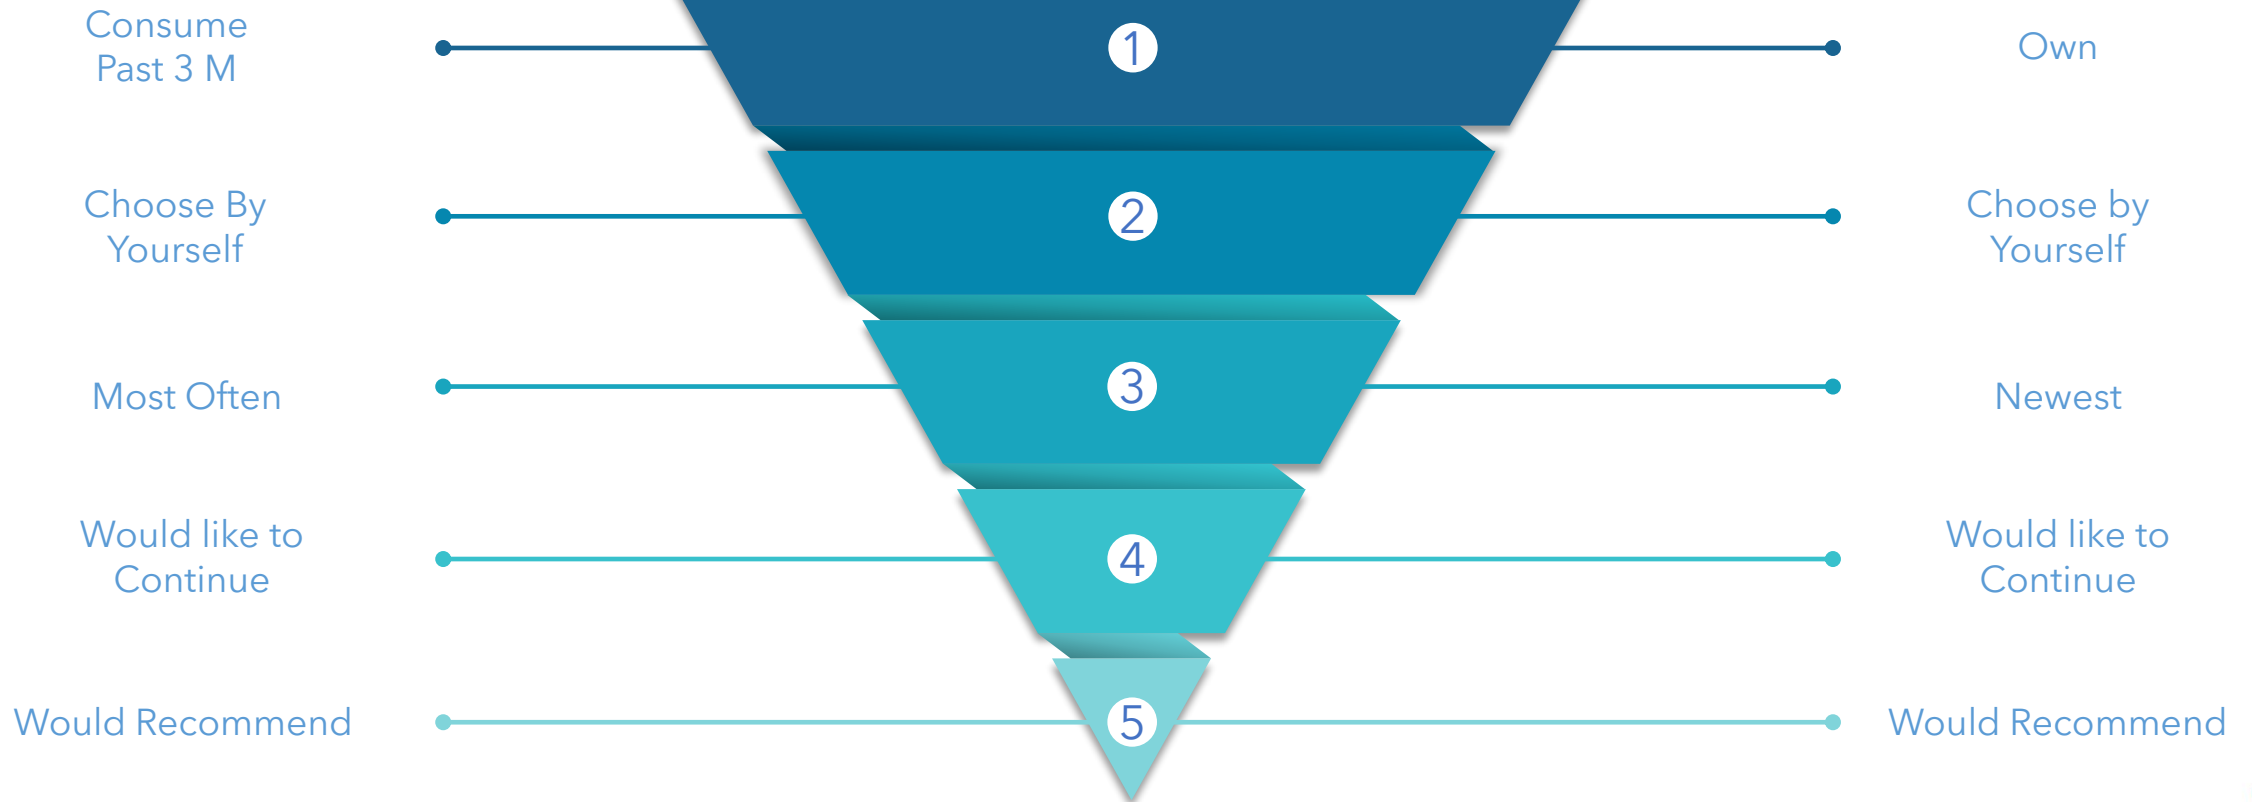 Consume
Past 3 M
1
Own
Choose By
Yourself
2
Choose by
Yourself
Most Often
3
Newest
Would like to
Continue
4
Would like to
Continue
Would Recommend
5
Would Recommend